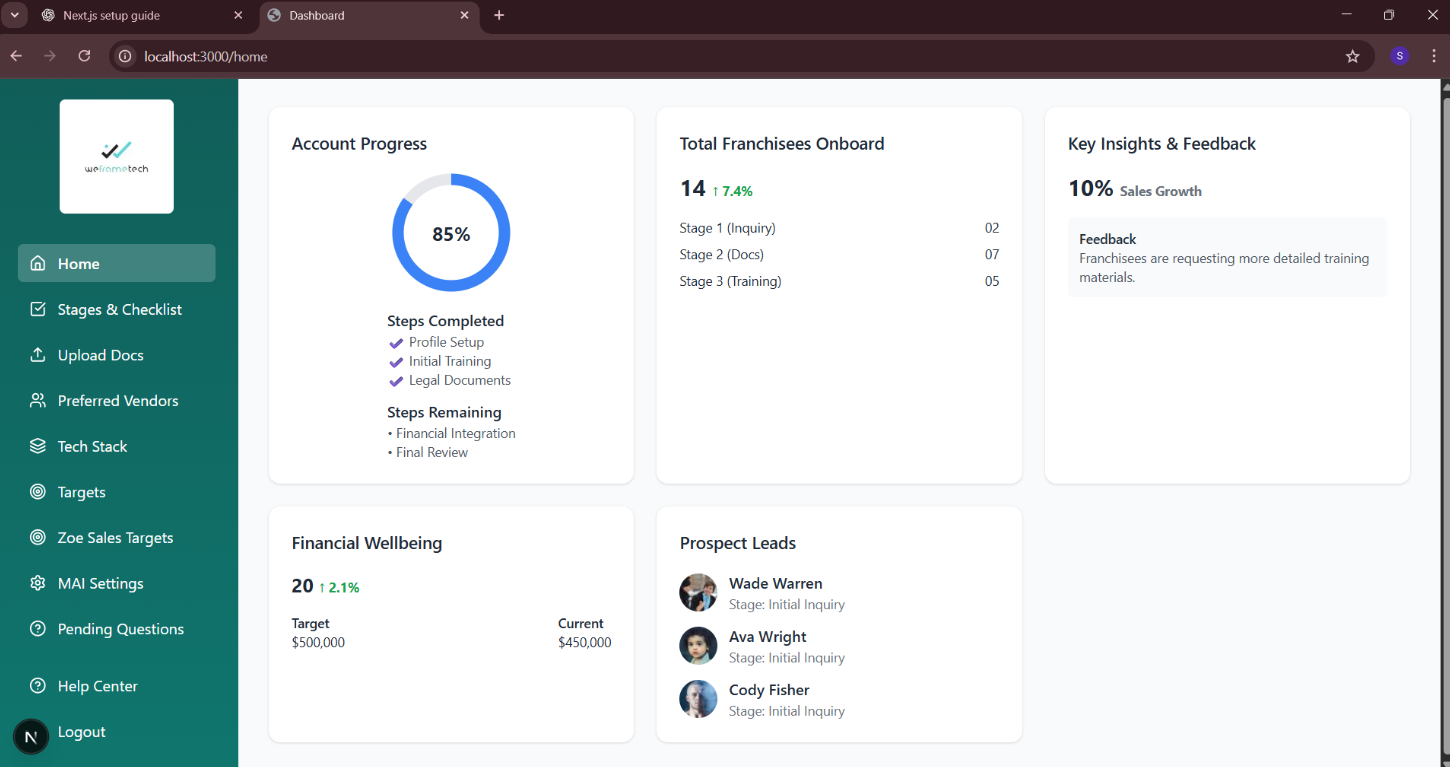 Next.js setup guide
Dashboard
localhost:3000/home
S
weframetech
Home
Stages & Checklist
Upload Docs
Preferred Vendors
Tech Stack
Targets
Zoe Sales Targets
MAI Settings
Pending Questions
Help Center
Logout
N
Account Progress
85%
Steps Completed
Profile Setup
Initial Training
Legal Documents
Steps Remaining
• Financial Integration
• Final Review
Total Franchisees Onboard
14 ↑ 7.4%
Stage 1 (Inquiry) 02
Stage 2 (Docs) 07
Stage 3 (Training) 05
Key Insights & Feedback
10% Sales Growth
Feedback
Franchisees are requesting more detailed training
materials.
Financial Wellbeing
20 ↑ 2.1%
Target Current
$500,000 $450,000
Prospect Leads
Wade Warren
Stage: Initial Inquiry
Ava Wright
Stage: Initial Inquiry
Cody Fisher
Stage: Initial Inquiry